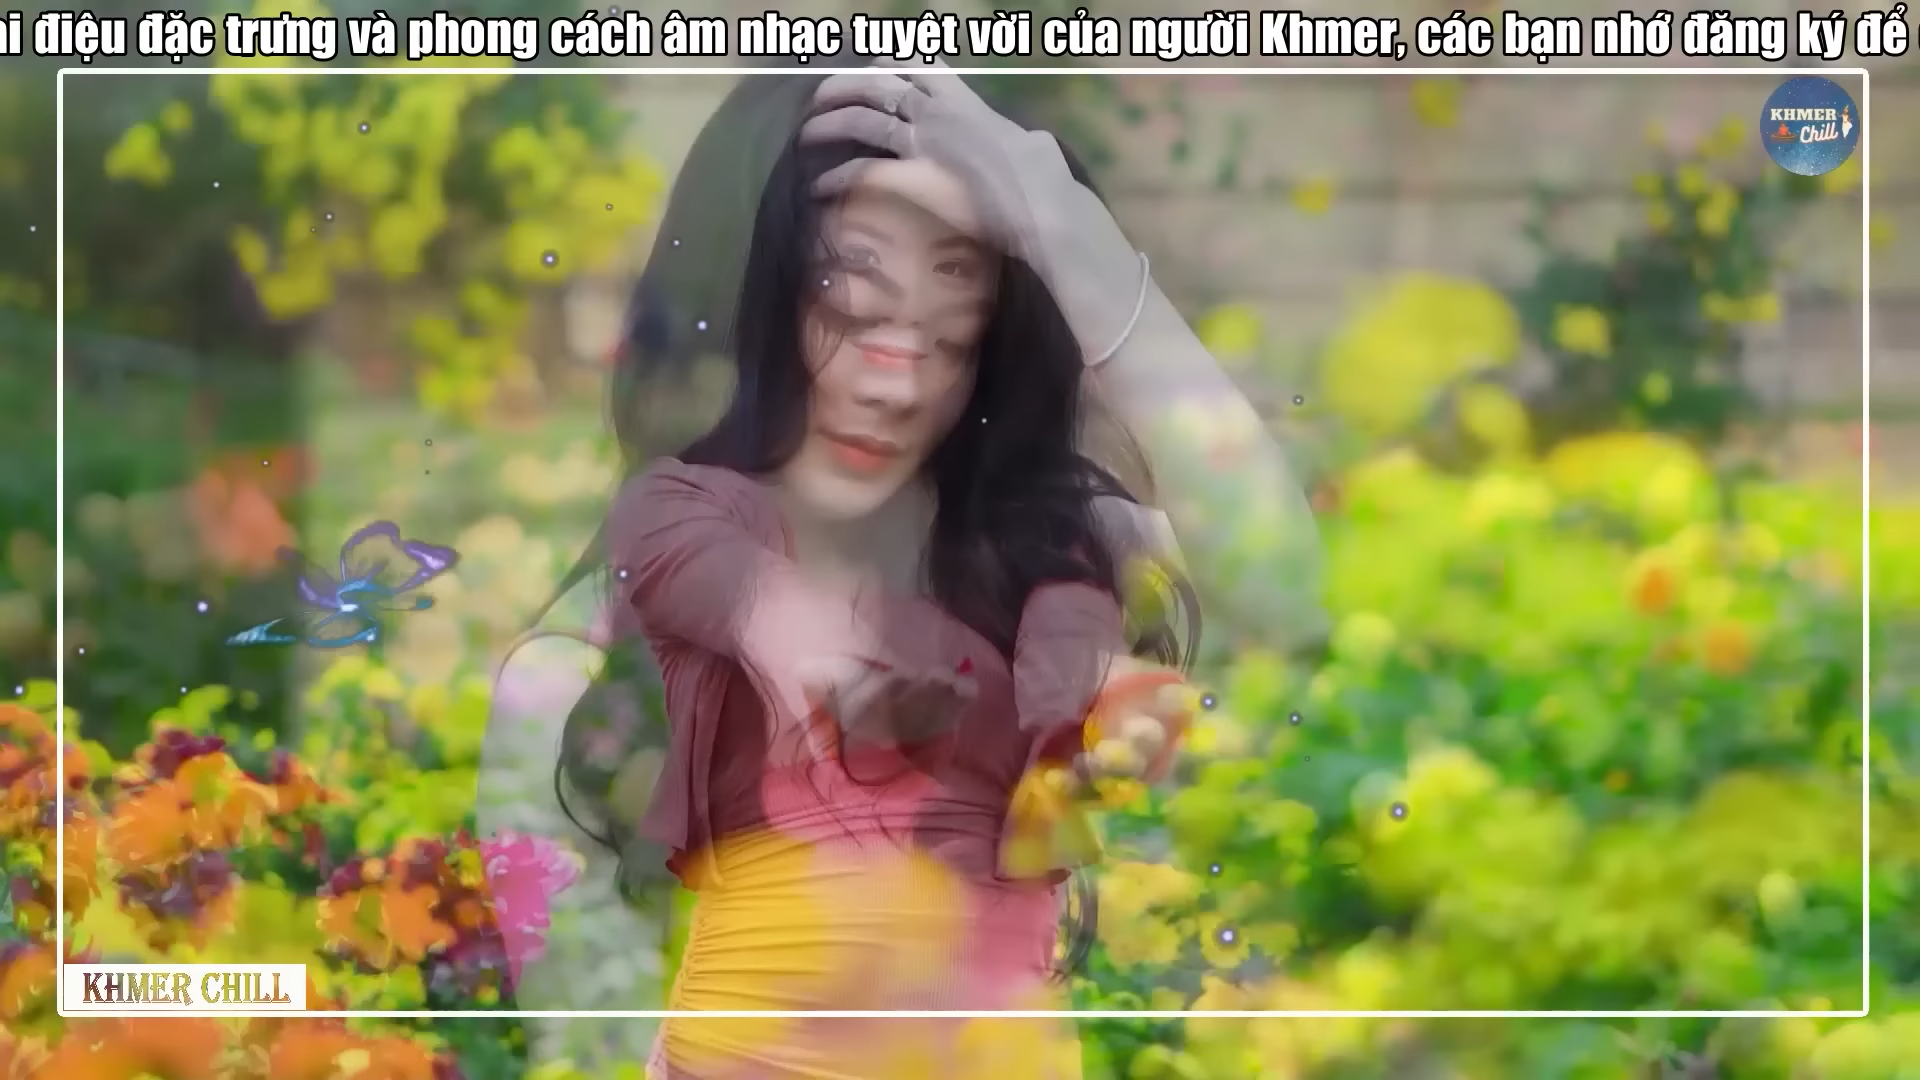 điệu đặc trưng và phong cách âm nhạc tuyệt vời của người Khmer, các bạn nhớ đăng ký để
KHMER
Chill
KHMER CHILL